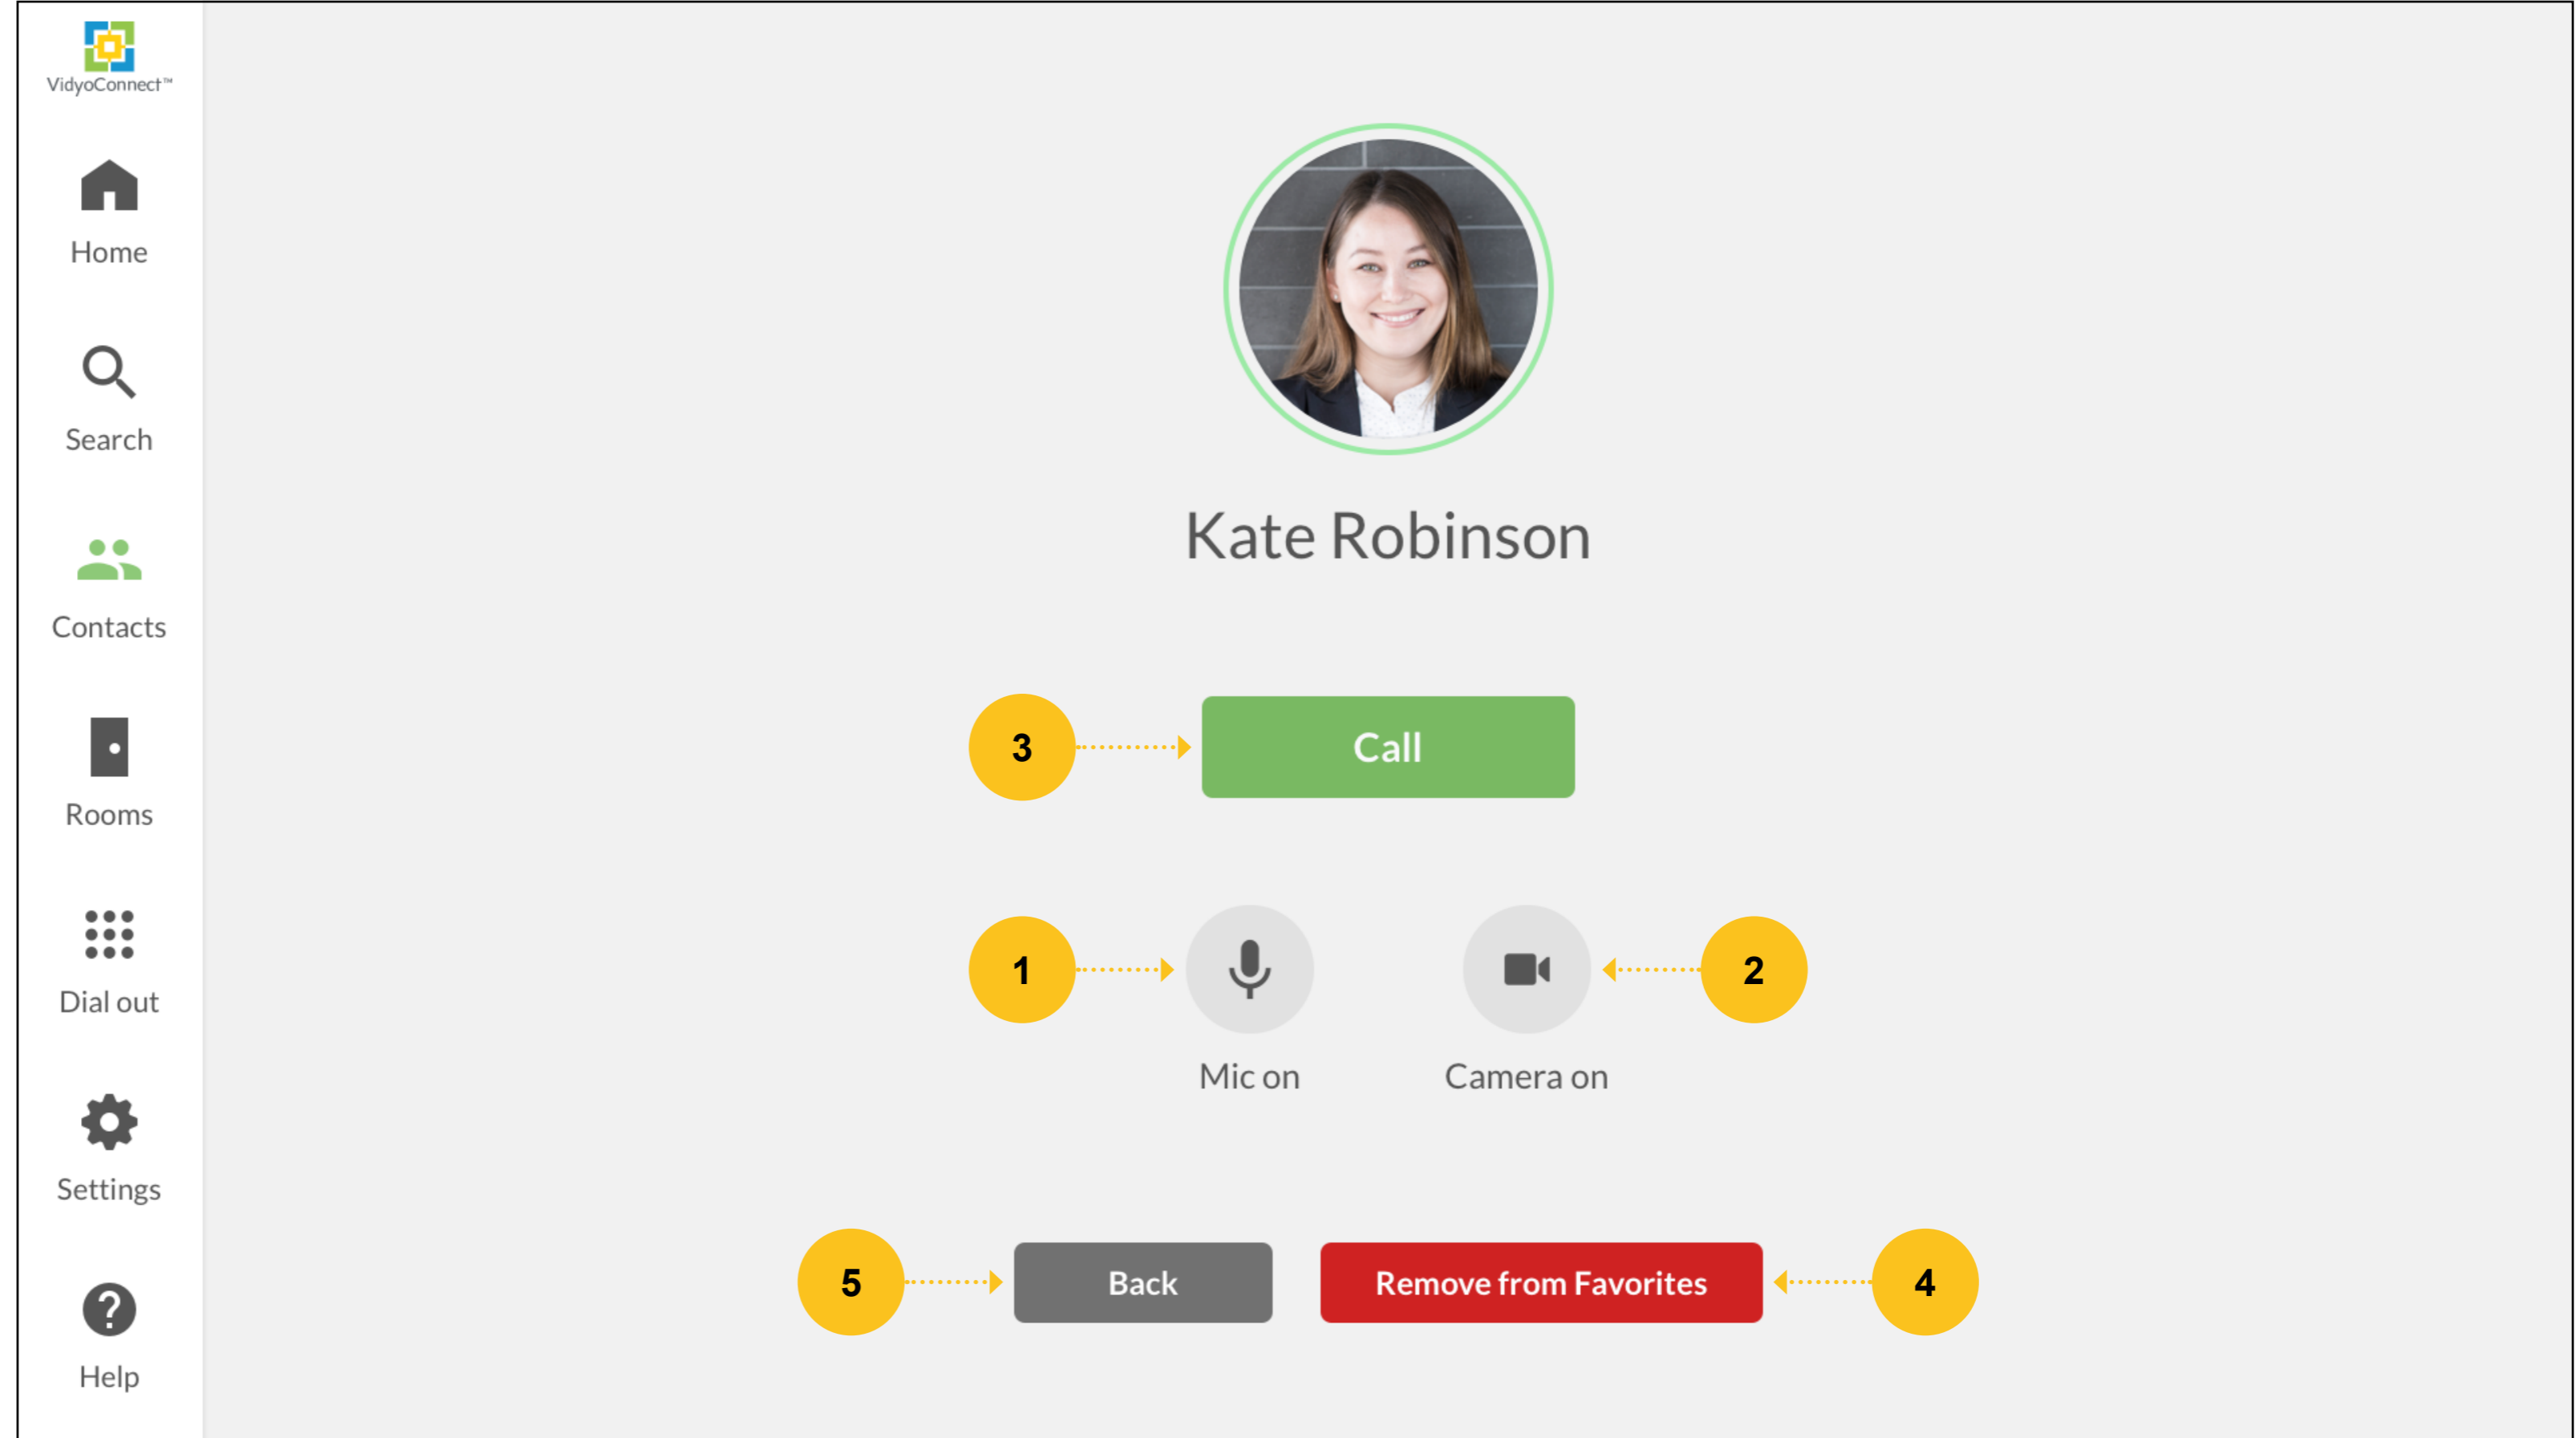 VidyoConnect™
Home
Search
Contacts
Rooms
Dial out
Settings
Help
Kate Robinson
3
Call
1
2
Mic on
Camera on
5
Back
Remove from Favorites
4